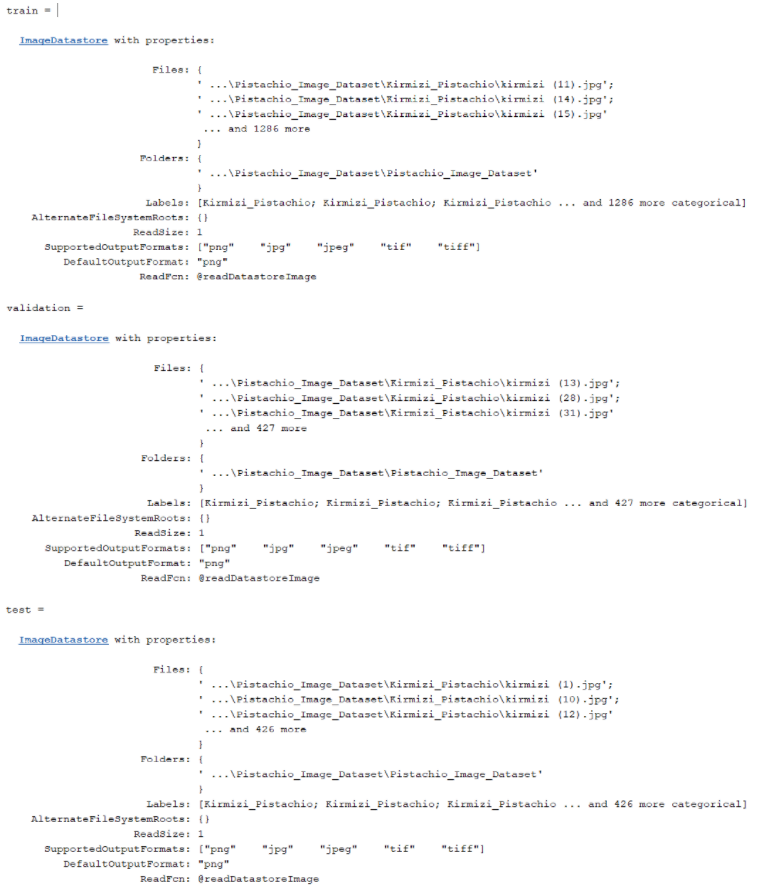 train =
ImageDatastore with properties:
Files: {
' ...\Pistachio_Image_Dataset\Kirmizi_Pistachio\kirmizi (11).jpg';
' ...\Pistachio_Image_Dataset\Kirmizi_Pistachio\kirmizi (14).jpg';
' ...\Pistachio_Image_Dataset\Kirmizi_Pistachio\kirmizi (15).jpg'
... and 1286 more
}
Folders: {
' ...\Pistachio_Image_Dataset\Pistachio_Image_Dataset'
}
Labels: [Kirmizi_Pistachio; Kirmizi_Pistachio; Kirmizi_Pistachio ... and 1286 more categorical]
AlternateFileSystemRoots: {}
ReadSize: 1
SupportedOutputFormats: ["png" "jpg" "jpeg" "tif" "tiff"]
DefaultOutputFormat: "png"
ReadFcn: @readDatastoreImage
validation =
ImageDatastore with properties:
Files: {
' ...\Pistachio_Image_Dataset\Kirmizi_Pistachio\kirmizi (13).jpg';
' ...\Pistachio_Image_Dataset\Kirmizi_Pistachio\kirmizi (28).jpg';
' ...\Pistachio_Image_Dataset\Kirmizi_Pistachio\kirmizi (31).jpg'
... and 427 more
}
Folders: {
' ...\Pistachio_Image_Dataset\Pistachio_Image_Dataset'
}
Labels: [Kirmizi_Pistachio; Kirmizi_Pistachio; Kirmizi_Pistachio ... and 427 more categorical]
AlternateFileSystemRoots: {}
ReadSize: 1
SupportedOutputFormats: ["png" "jpg" "jpeg" "tif" "tiff"]
DefaultOutputFormat: "png"
ReadFcn: @readDatastoreImage
test =
ImageDatastore with properties:
Files: {
' ...\Pistachio_Image_Dataset\Kirmizi_Pistachio\kirmizi (1).jpg';
' ...\Pistachio_Image_Dataset\Kirmizi_Pistachio\kirmizi (10).jpg';
' ...\Pistachio_Image_Dataset\Kirmizi_Pistachio\kirmizi (12).jpg'
... and 426 more
}
Folders: {
' ...\Pistachio_Image_Dataset\Pistachio_Image_Dataset'
}
Labels: [Kirmizi_Pistachio; Kirmizi_Pistachio; Kirmizi_Pistachio ... and 426 more categorical]
AlternateFileSystemRoots: {}
ReadSize: 1
SupportedOutputFormats: ["png" "jpg" "jpeg" "tif" "tiff"]
DefaultOutputFormat: "png"
ReadFcn: @readDatastoreImage